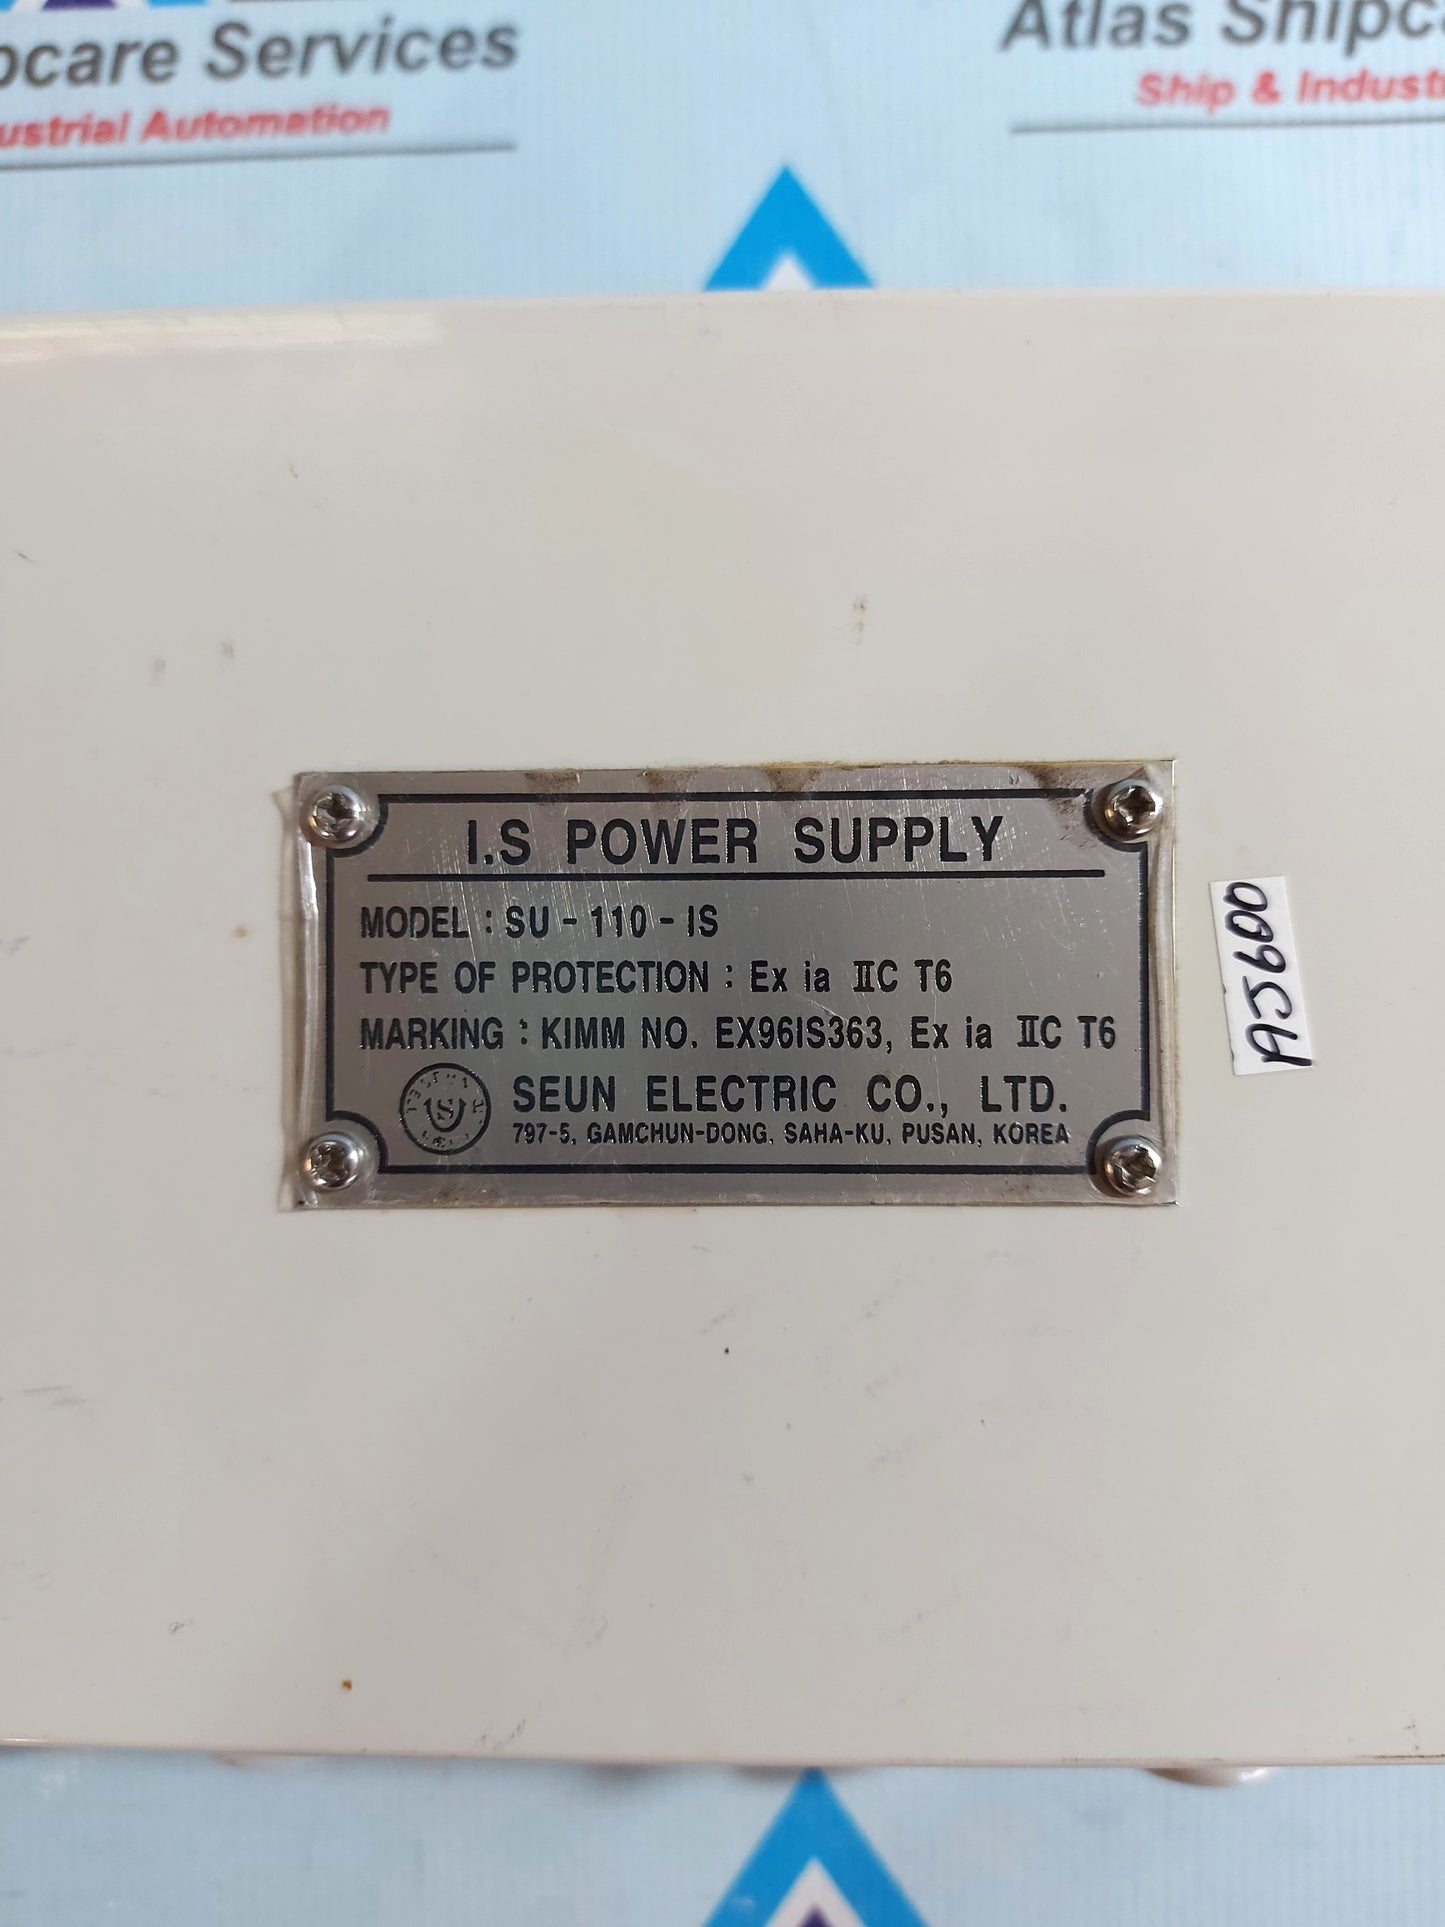 pcare Services
ustrial Automation
Atlas Shipca
Ship & Indust
I.S POWER SUPPLY
MODEL : SU - 110 - IS
TYPE OF PROTECTION : Ex ia IIC T6
MARKING : KIMM NO. EX96IS363, Ex ia IIC T6
SEUN ELECTRIC CO., LTD.
797-5, GAMCHUN-DONG, SAHA-KU, PUSAN, KOREA
AJ600